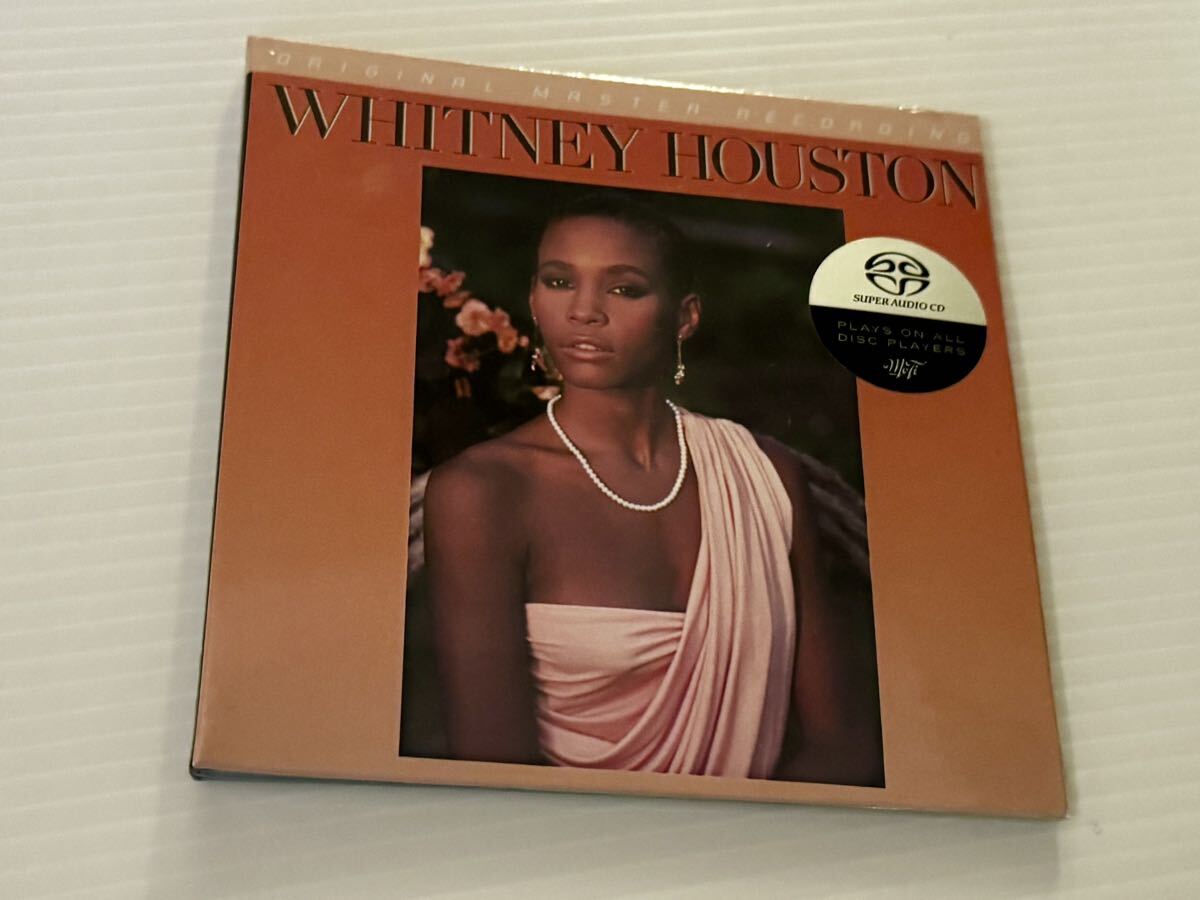 ORIGINAL MASTER RECORDING
WHITNEY HOUSTON
SUPER AUDIO CD
PLAYS ON ALL
DISC PLAYERS
MoFi